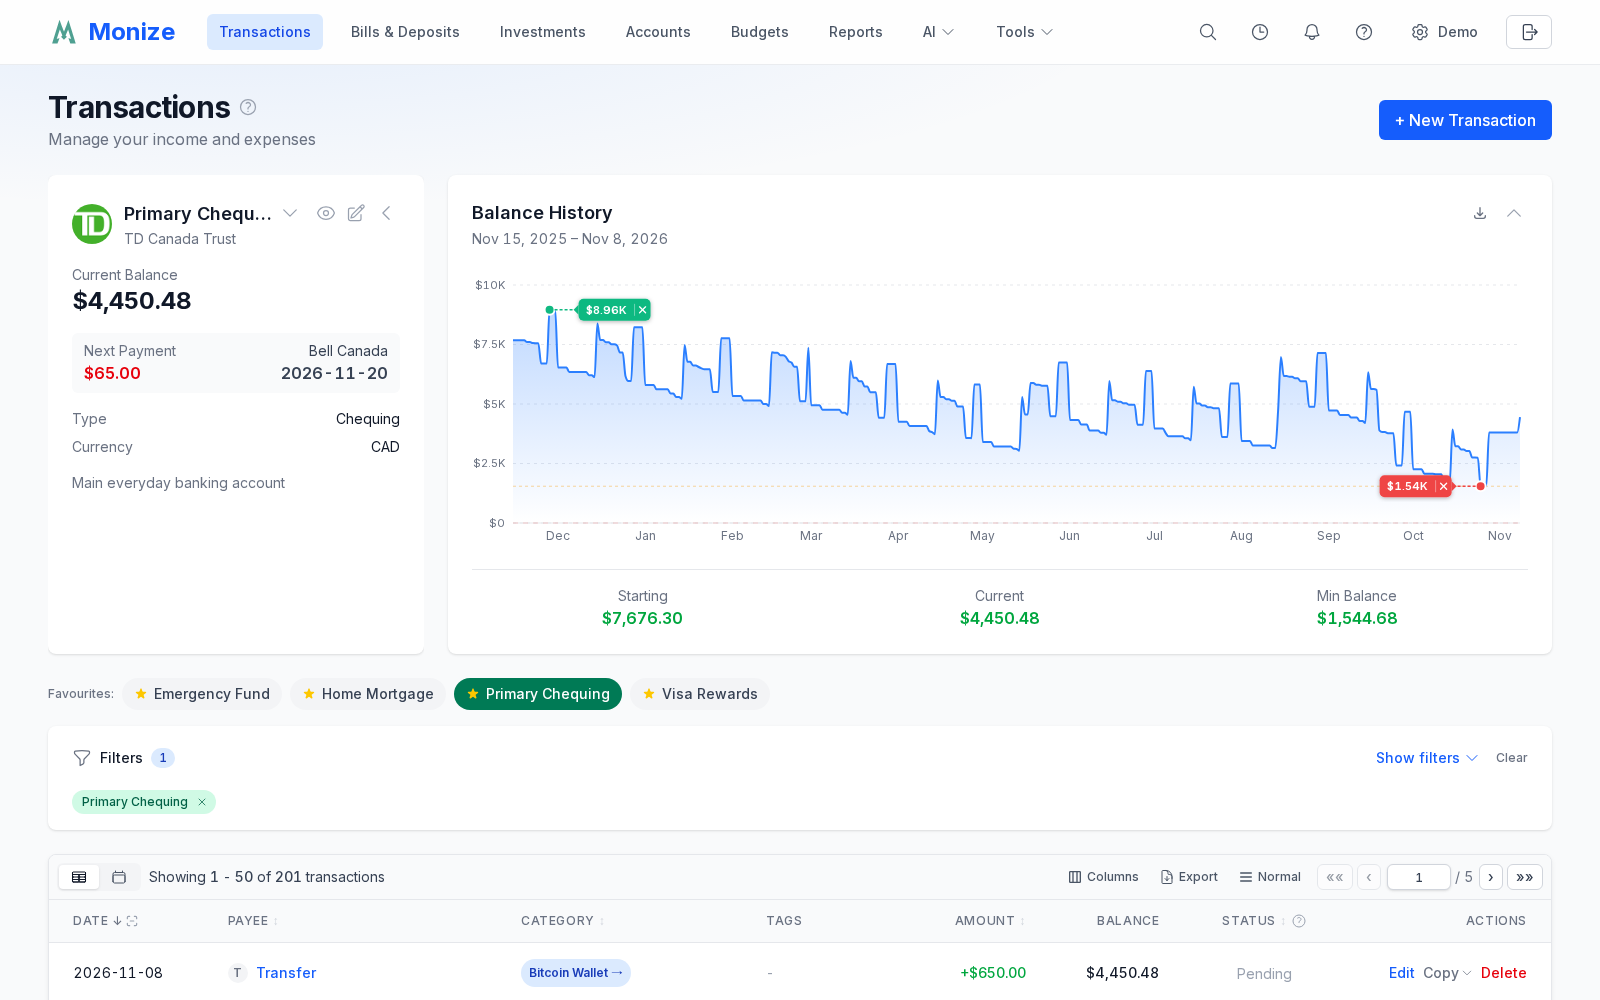 Monize
Transactions
Bills & Deposits
Investments
Accounts
Budgets
Reports
AI
Tools
Demo
Transactions
Manage your income and expenses
+ New Transaction
Primary Chequ...
TD Canada Trust
Current Balance
$4,450.48
Next Payment
Bell Canada
$65.00
2026-11-20
Type
Chequing
Currency
CAD
Main everyday banking account
Balance History
Nov 15, 2025 – Nov 8, 2026
$10K
$8.96K
$7.5K
$5K
$2.5K
$1.54K
$0
Dec
Jan
Feb
Mar
Apr
May
Jun
Jul
Aug
Sep
Oct
Nov
Starting
$7,676.30
Current
$4,450.48
Min Balance
$1,544.68
Favourites:
Emergency Fund
Home Mortgage
Primary Chequing
Visa Rewards
Filters 1
Show filters
Clear
Primary Chequing
Showing 1 - 50 of 201 transactions
Columns
Export
Normal
«« ‹ 1 / 5 › »»
DATE ↓
PAYEE
CATEGORY
TAGS
AMOUNT
BALANCE
STATUS
ACTIONS
2026-11-08
T Transfer
Bitcoin Wallet →
-
+$650.00
$4,450.48
Pending
Edit Copy Delete